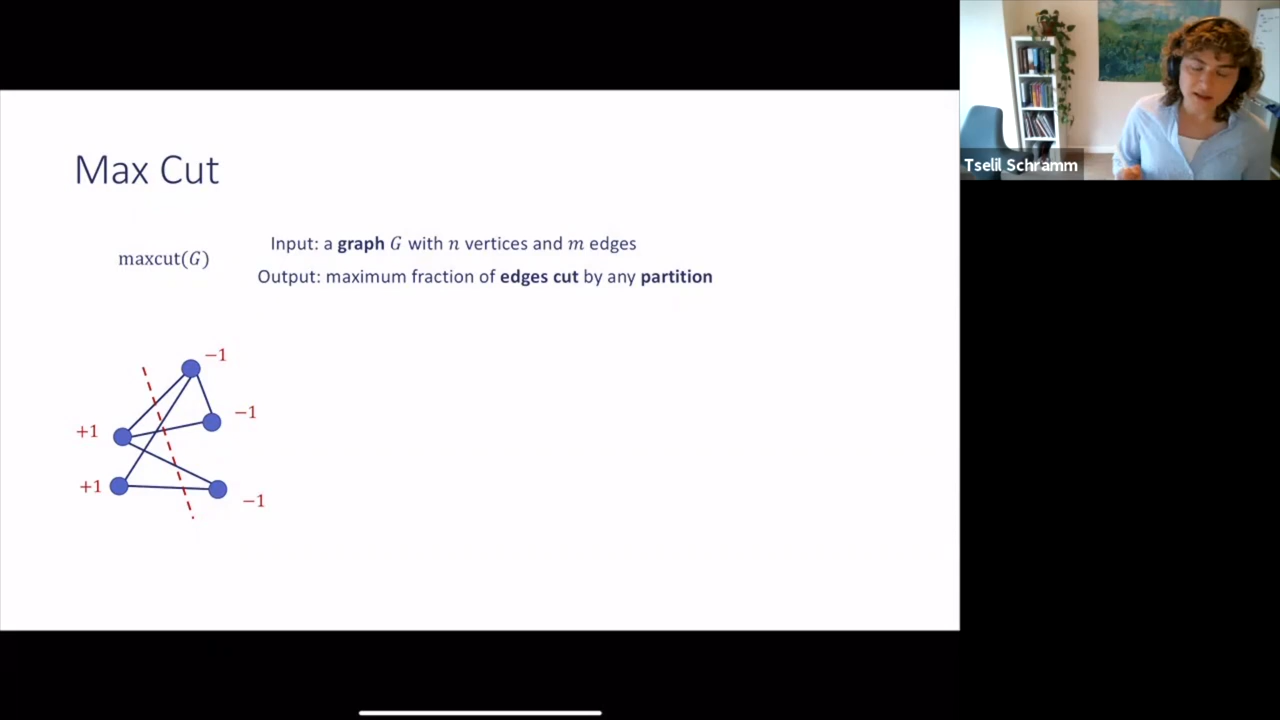 Max Cut
maxcut(G)
Input: a graph G with n vertices and m edges
Output: maximum fraction of edges cut by any partition
−1
−1
+1
+1
−1
Tselil Schramm